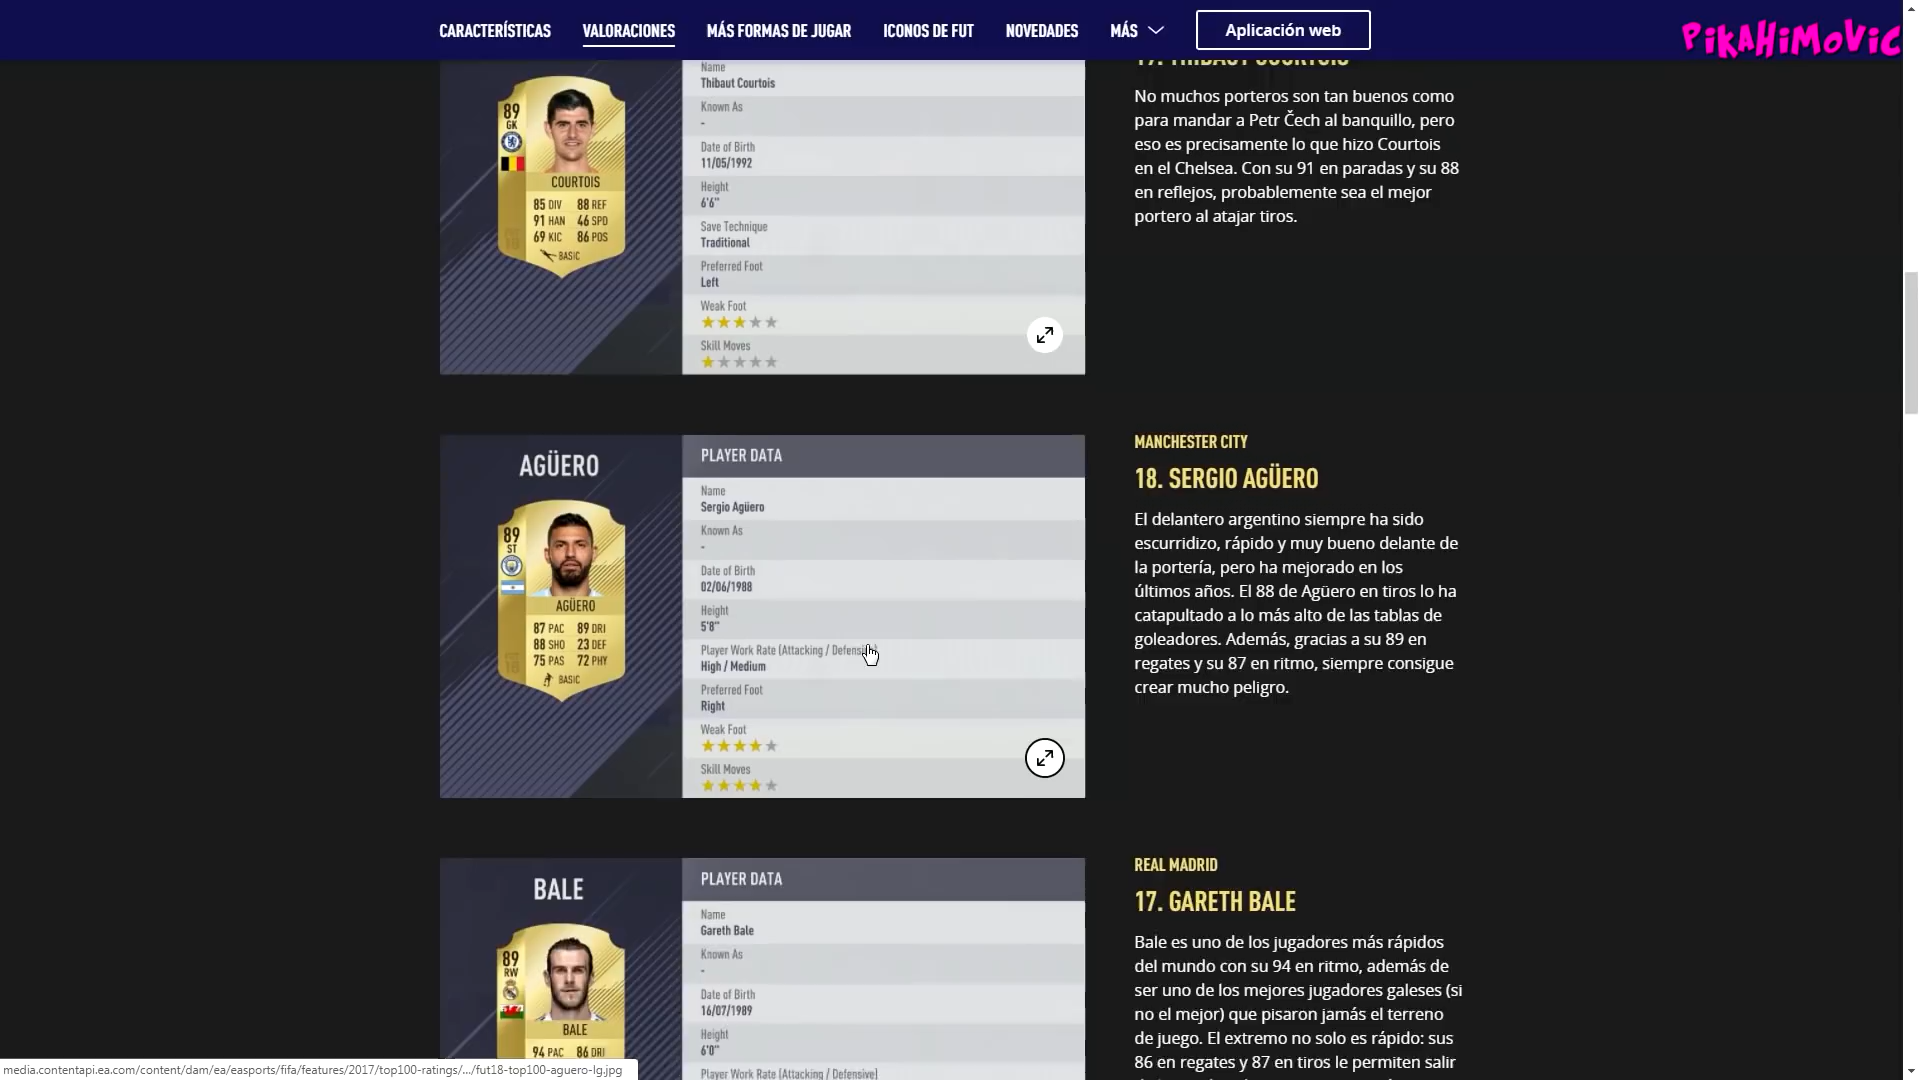 CARACTERÍSTICAS VALORACIONES MÁS FORMAS DE JUGAR ICONOS DE FUT NOVEDADES MÁS Aplicación web
PiKAHiMOViC
Name
Thibaut Courtois
Known As
-
Date of Birth
11/05/1992
Height
6'6"
Save Technique
Traditional
Preferred Foot
Left
Weak Foot
Skill Moves
89
GK
COURTOIS
85 DIV 88 REF
91 HAN 46 SPD
69 KIC 86 POS
BASIC
19. THIBAUT COURTOIS
No muchos porteros son tan buenos como
para mandar a Petr Čech al banquillo, pero
eso es precisamente lo que hizo Courtois
en el Chelsea. Con su 91 en paradas y su 88
en reflejos, probablemente sea el mejor
portero al atajar tiros.
AGÜERO
89
ST
AGÜERO
87 PAC 89 DRI
88 SHO 23 DEF
75 PAS 72 PHY
BASIC
PLAYER DATA
Name
Sergio Agüero
Known As
-
Date of Birth
02/06/1988
Height
5'8"
Player Work Rate (Attacking / Defensive)
High / Medium
Preferred Foot
Right
Weak Foot
Skill Moves
MANCHESTER CITY
18. SERGIO AGÜERO
El delantero argentino siempre ha sido
escurridizo, rápido y muy bueno delante de
la portería, pero ha mejorado en los
últimos años. El 88 de Agüero en tiros lo ha
catapultado a lo más alto de las tablas de
goleadores. Además, gracias a su 89 en
regates y su 87 en ritmo, siempre consigue
crear mucho peligro.
BALE
89
RW
BALE
94 PAC 86 DRI
PLAYER DATA
Name
Gareth Bale
Known As
-
Date of Birth
16/07/1989
Height
6'0"
Player Work Rate (Attacking / Defensive)
REAL MADRID
17. GARETH BALE
Bale es uno de los jugadores más rápidos
del mundo con su 94 en ritmo, además de
ser uno de los mejores jugadores galeses (si
no el mejor) que pisaron jamás el terreno
de juego. El extremo no solo es rápido: sus
86 en regates y 87 en tiros le permiten salir
media.contentapi.ea.com/content/dam/ea/easports/fifa/features/2017/top100-ratings/.../fut18-top100-aguero-lg.jpg